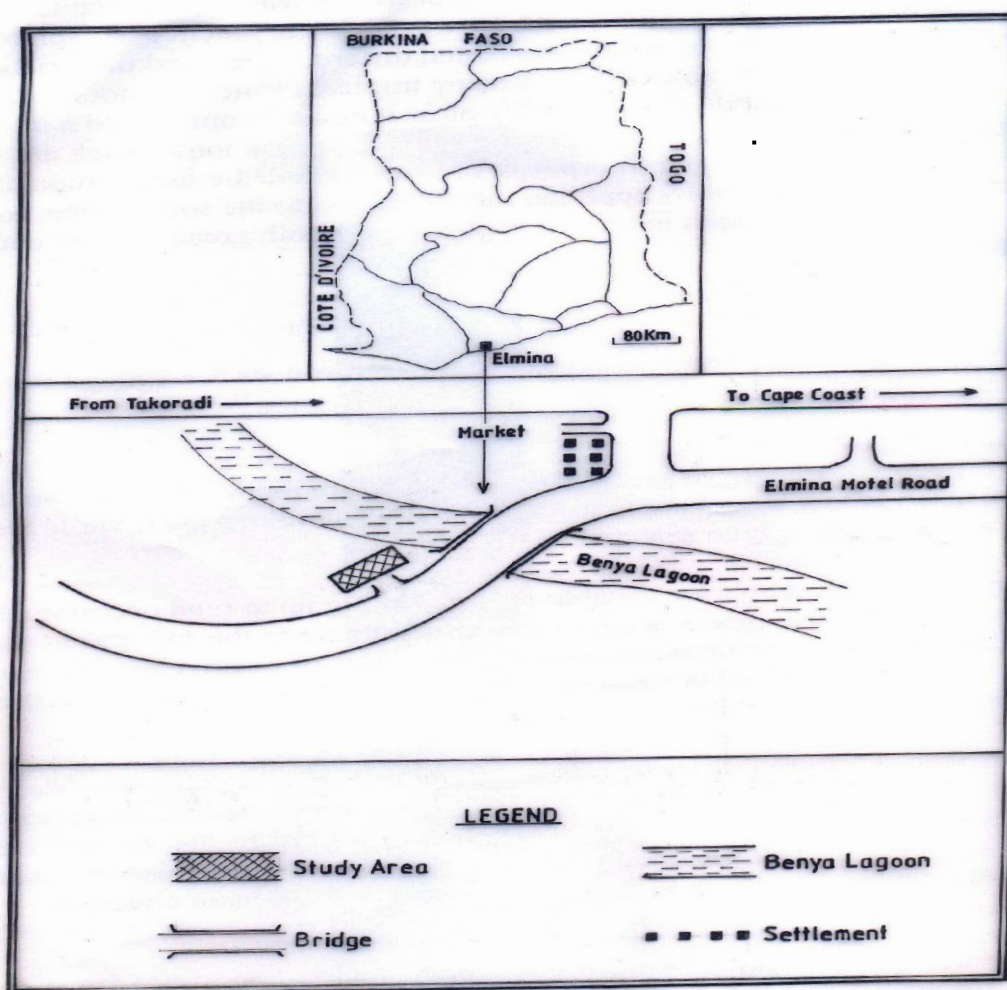 BURKINA FASO
TOGO
COTE D'IVOIRE
80Km
Elmina
From Takoradi
To Cape Coast
Market
Elmina Motel Road
Benya Lagoon
LEGEND
Study Area
Benya Lagoon
Bridge
Settlement